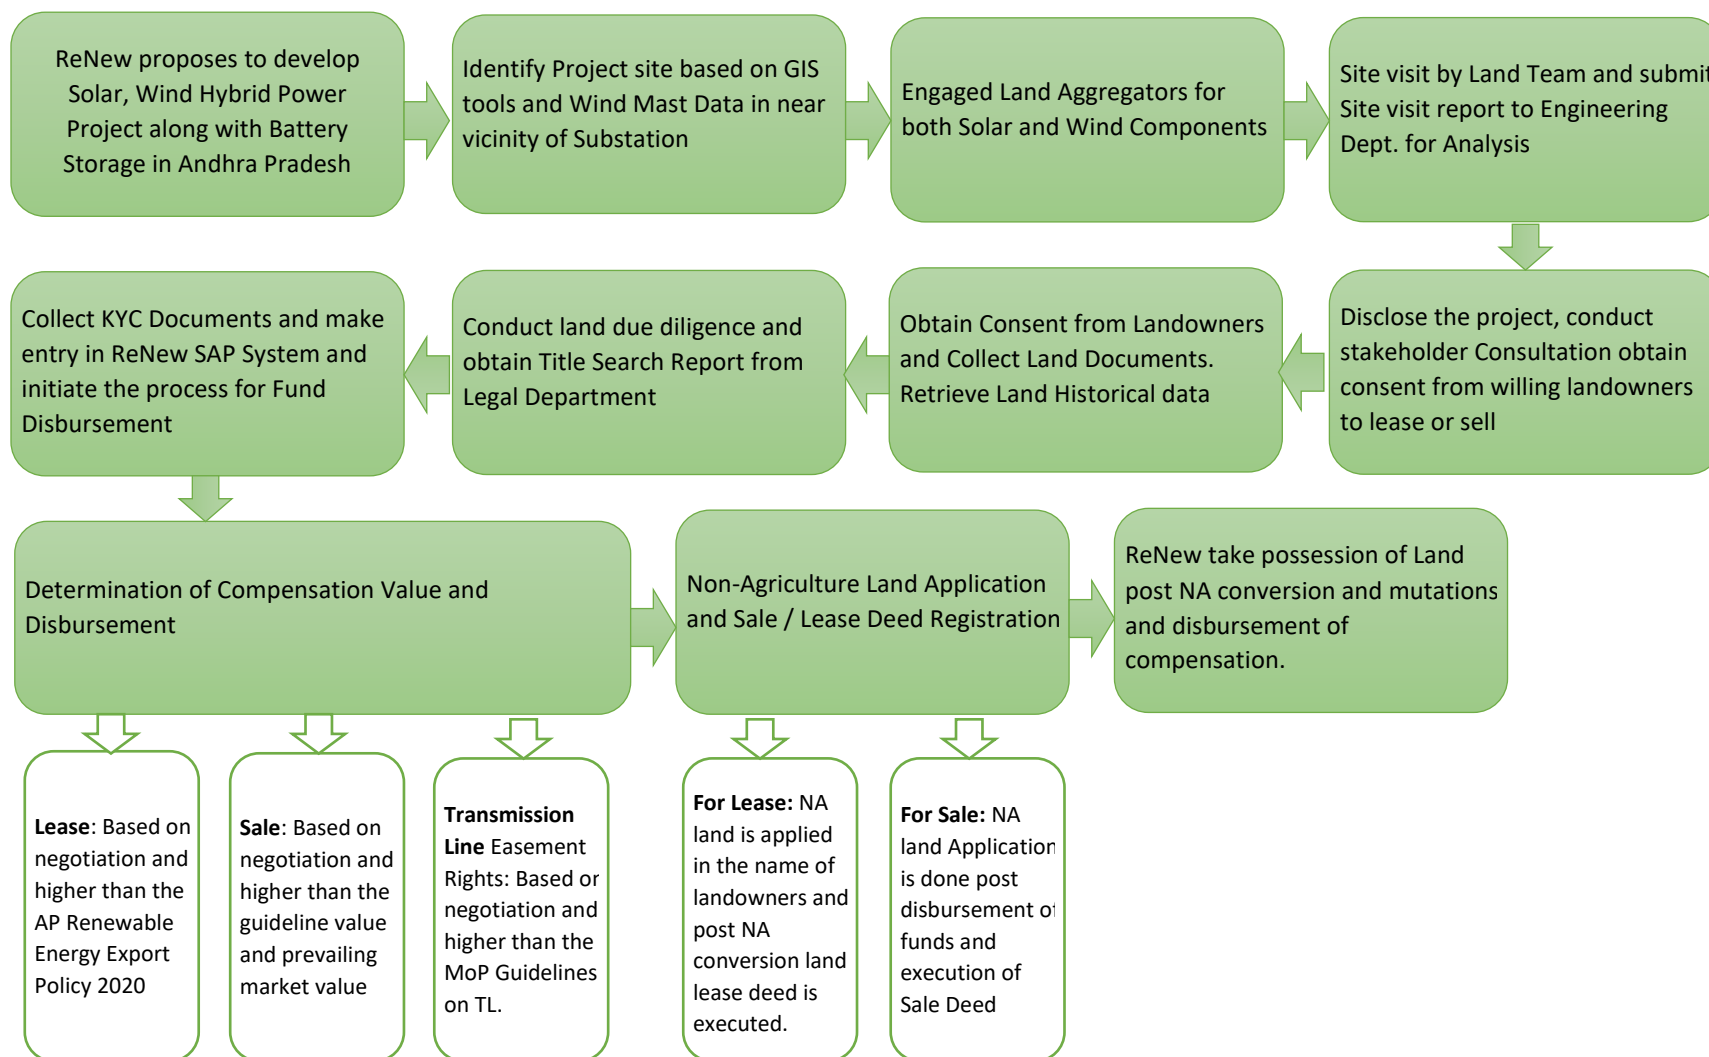 ReNew proposes to develop
Solar, Wind Hybrid Power
Project along with Battery
Storage in Andhra Pradesh
Identify Project site based on GIS
tools and Wind Mast Data in near
vicinity of Substation
Engaged Land Aggregators for
both Solar and Wind Components
Site visit by Land Team and submit
Site visit report to Engineering
Dept. for Analysis
Disclose the project, conduct
stakeholder Consultation obtain
consent from willing landowners
to lease or sell
Obtain Consent from Landowners
and Collect Land Documents.
Retrieve Land Historical data
Conduct land due diligence and
obtain Title Search Report from
Legal Department
Collect KYC Documents and make
entry in ReNew SAP System and
initiate the process for Fund
Disbursement
Determination of Compensation Value and
Disbursement
Non-Agriculture Land Application
and Sale / Lease Deed Registration
ReNew take possession of Land
post NA conversion and mutations
and disbursement of
compensation.
Lease: Based on
negotiation and
higher than the
AP Renewable
Energy Export
Policy 2020
Sale: Based on
negotiation and
higher than the
guideline value
and prevailing
market value
Transmission
Line Easement
Rights: Based on
negotiation and
higher than the
MoP Guidelines
on TL.
For Lease: NA
land is applied
in the name of
landowners and
post NA
conversion land
lease deed is
executed.
For Sale: NA
land Application
is done post
disbursement of
funds and
execution of
Sale Deed